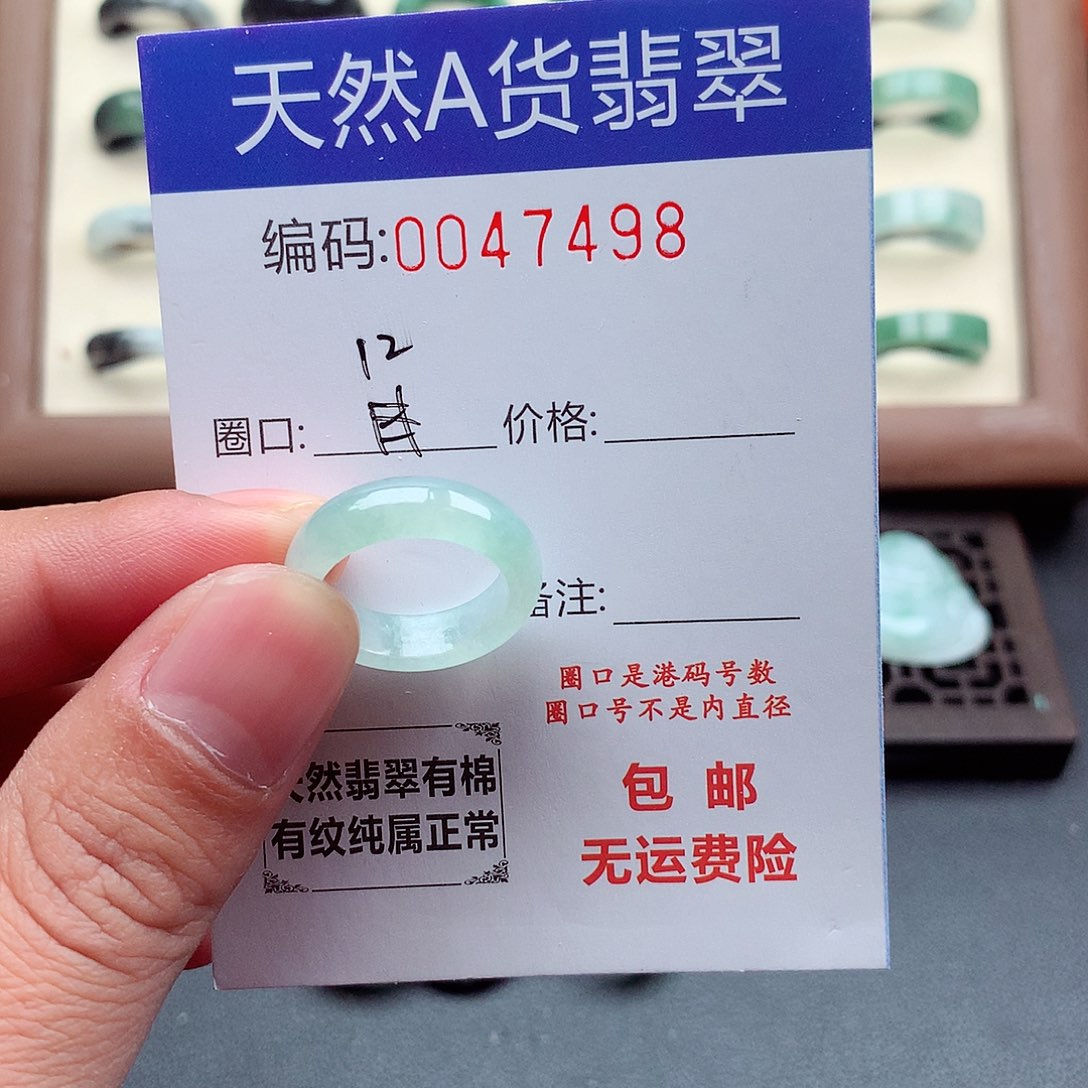 天然A货翡翠
编码:0047498
12
圈口: 价格:
备注:
圈口是港码号数
圈口号不是内直径
天然翡翠有棉
有纹纯属正常
包 邮
无运费险